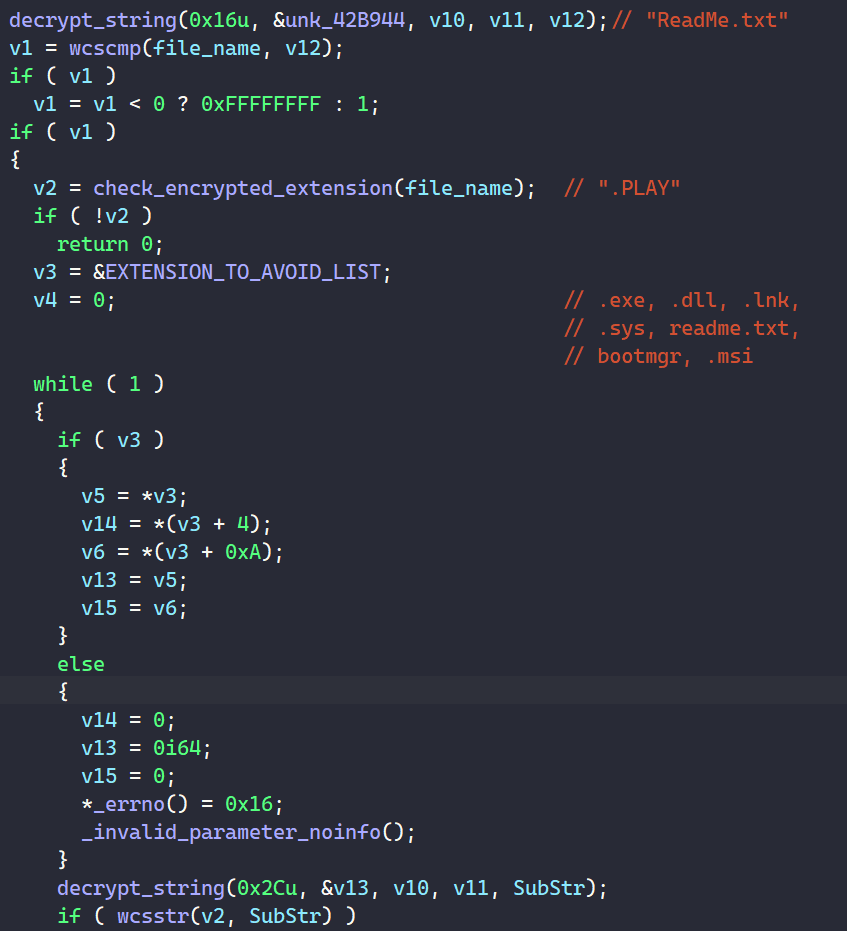 decrypt_string(0x16u, &unk_42B944, v10, v11, v12);// "ReadMe.txt"
v1 = wcscmp(file_name, v12);
if ( v1 )
  v1 = v1 < 0 ? 0xFFFFFFFF : 1;
if ( v1 )
{
  v2 = check_encrypted_extension(file_name);  // ".PLAY"
  if ( !v2 )
    return 0;
  v3 = &EXTENSION_TO_AVOID_LIST;
  v4 = 0;                                     // .exe, .dll, .lnk,
                                              // .sys, readme.txt,
                                              // bootmgr, .msi
  while ( 1 )
  {
    if ( v3 )
    {
      v5 = *v3;
      v14 = *(v3 + 4);
      v6 = *(v3 + 0xA);
      v13 = v5;
      v15 = v6;
    }
    else
    {
      v14 = 0;
      v13 = 0i64;
      v15 = 0;
      *_errno() = 0x16;
      _invalid_parameter_noinfo();
    }
    decrypt_string(0x2Cu, &v13, v10, v11, SubStr);
    if ( wcsstr(v2, SubStr) )